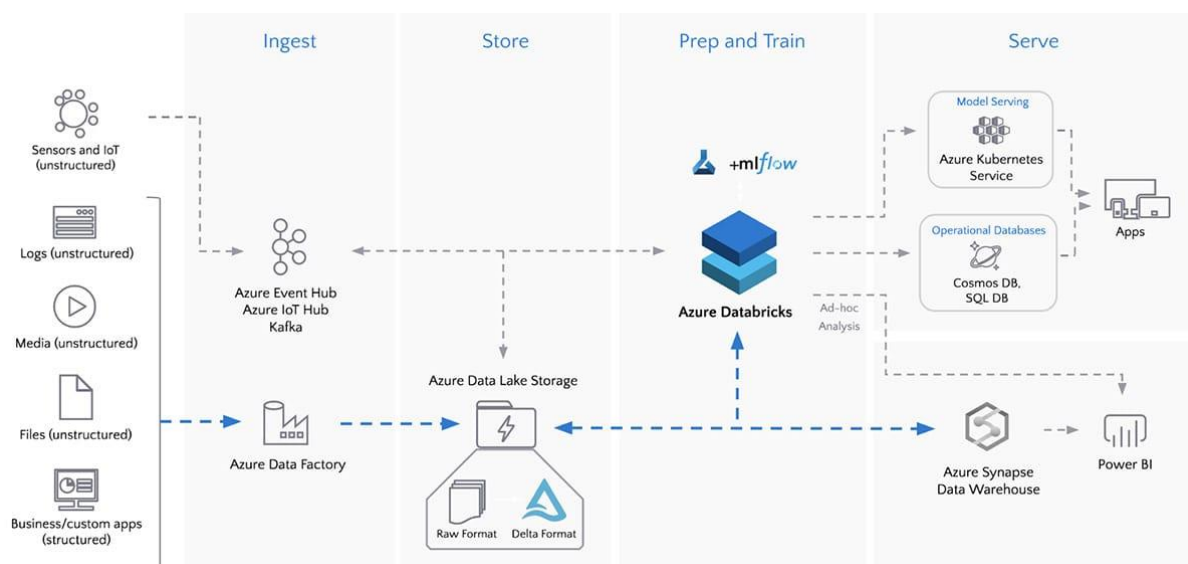 Ingest
Store
Prep and Train
Serve
Sensors and IoT
(unstructured)
Logs (unstructured)
Media (unstructured)
Files (unstructured)
Business/custom apps
(structured)
Azure Event Hub
Azure IoT Hub
Kafka
Azure Data Factory
Azure Data Lake Storage
Raw Format
Delta Format
+mlflow
Azure Databricks
Ad-hoc
Analysis
Model Serving
Azure Kubernetes
Service
Operational Databases
Cosmos DB,
SQL DB
Apps
Azure Synapse
Data Warehouse
Power BI